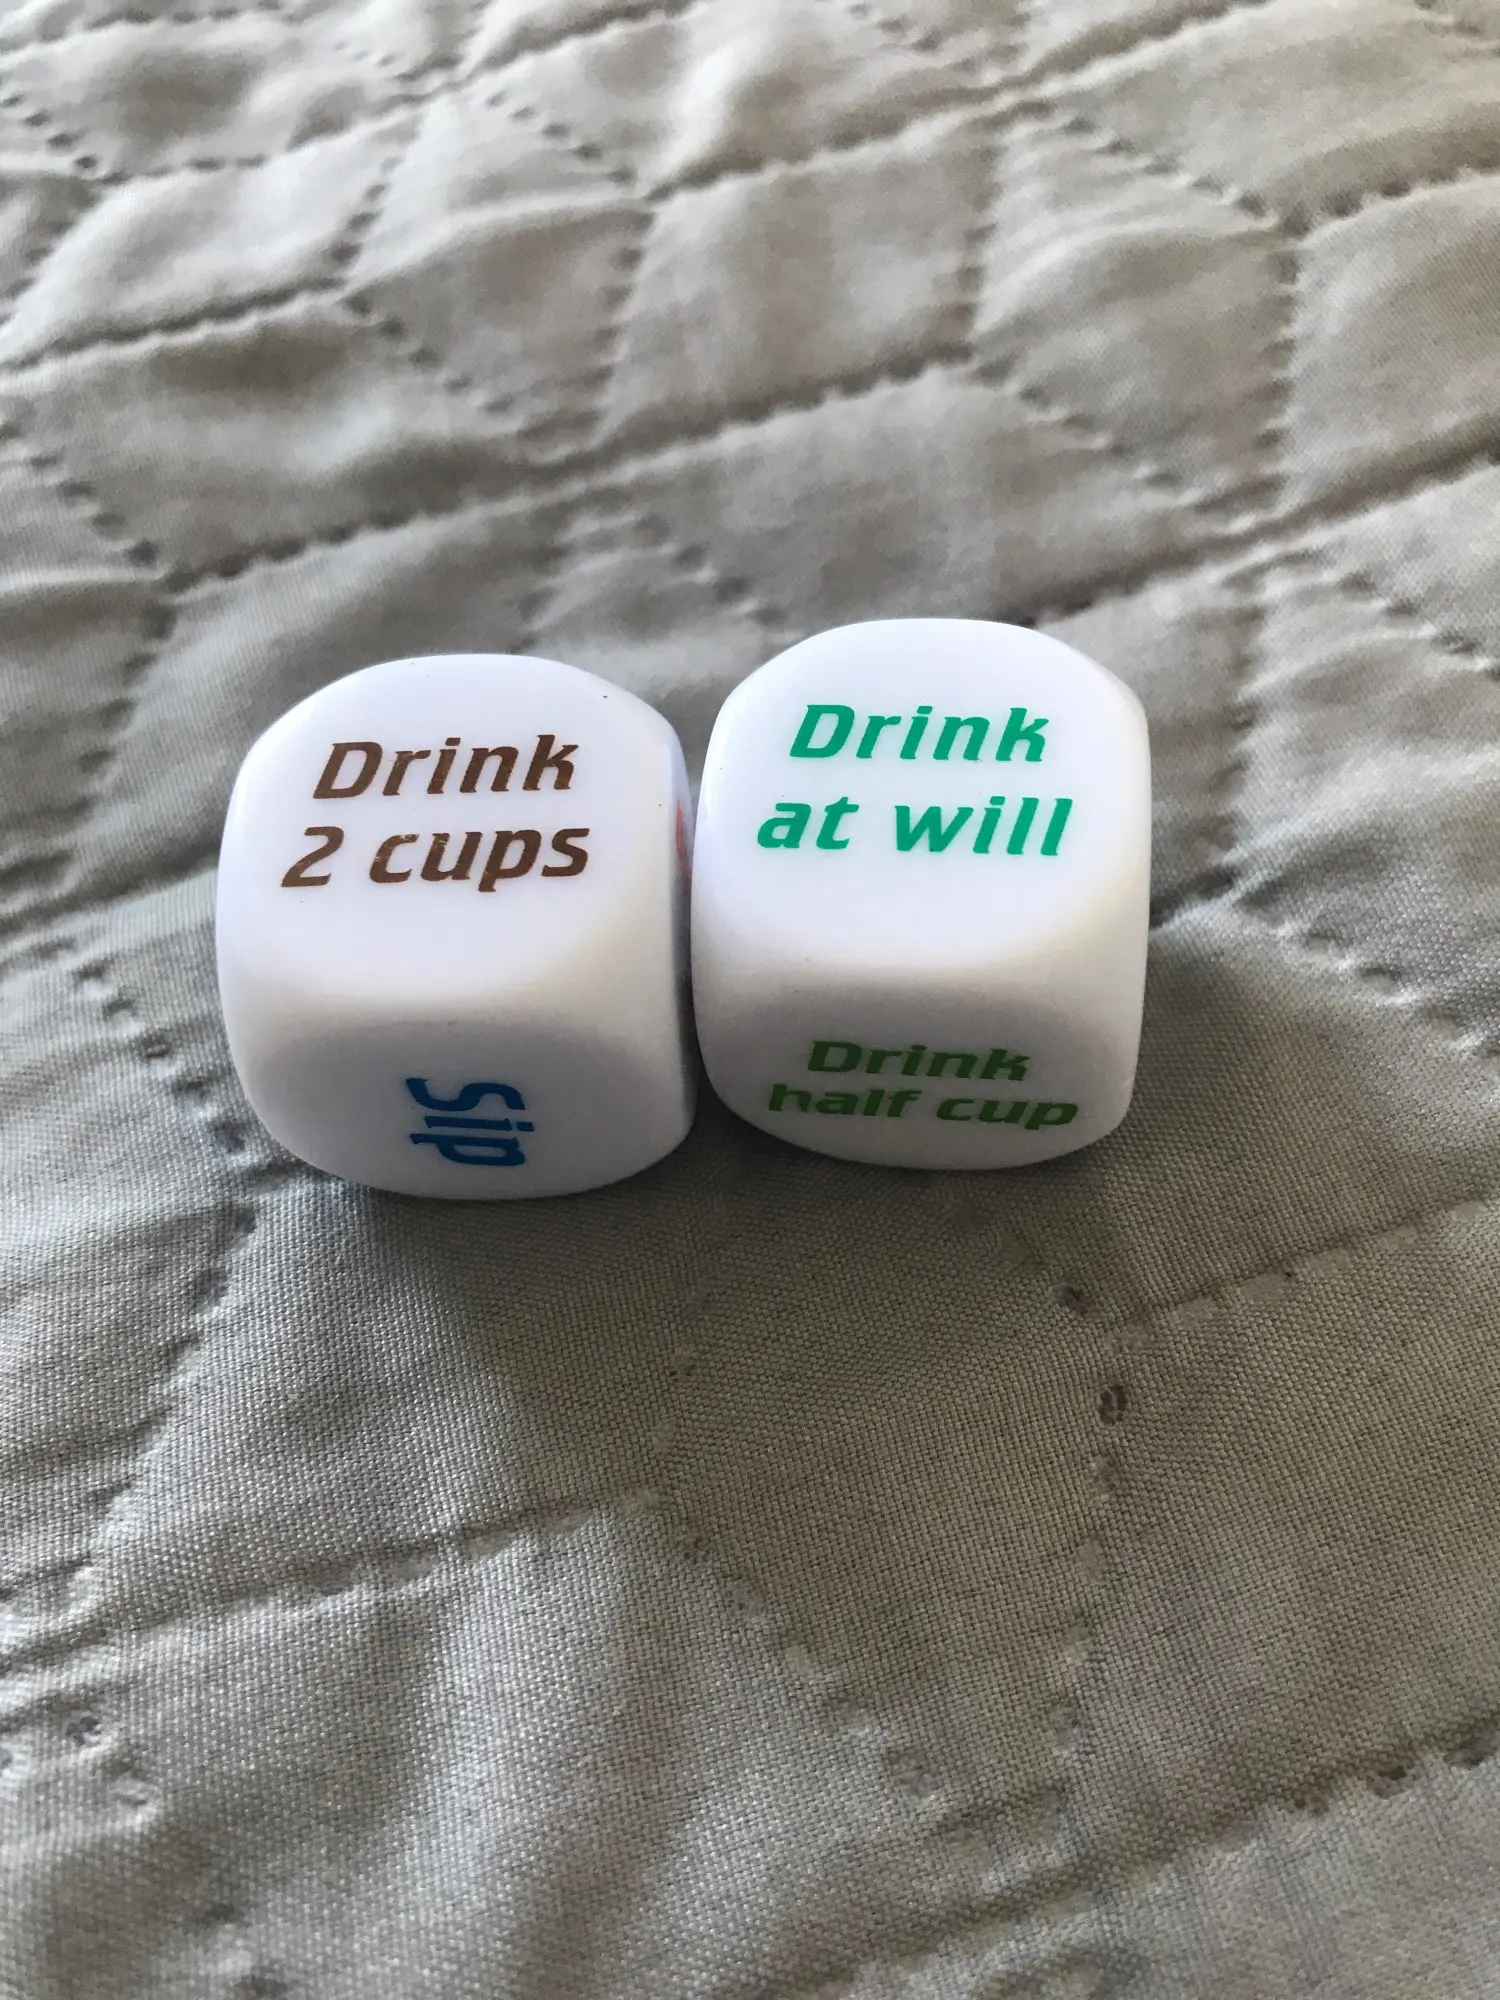 Drink
2 cups
Sip
Drink
at will
Drink
half cup